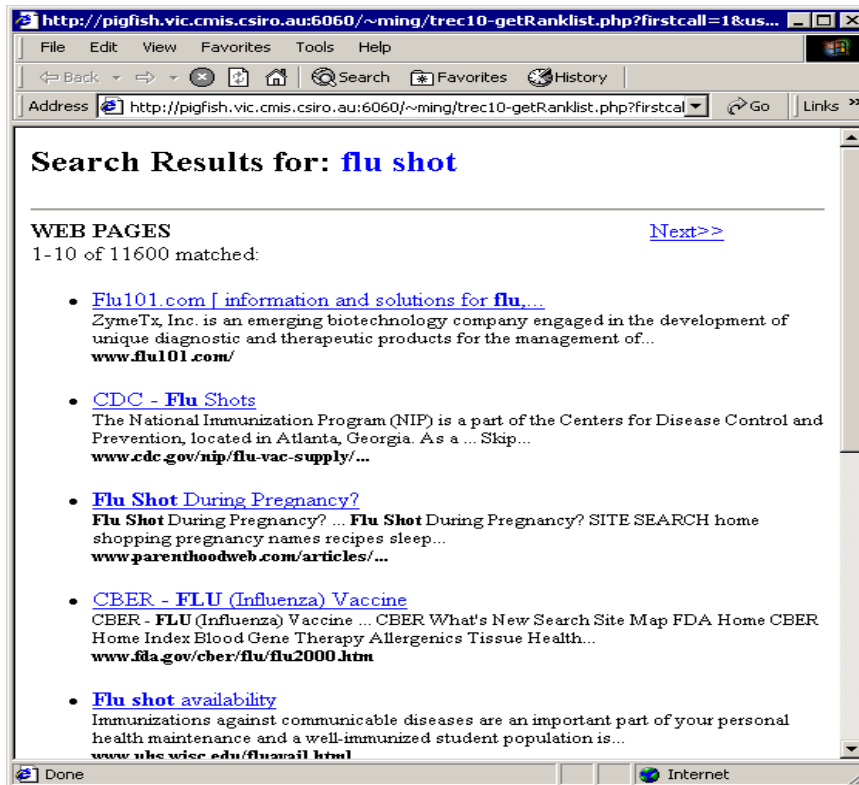 http://pigfish.vic.cmis.csiro.au:6060/~ming/trec10-getRanklist.php?firstcall=1&us...
File Edit View Favorites Tools Help
Back Search Favorites History
Address http://pigfish.vic.cmis.csiro.au:6060/~ming/trec10-getRanklist.php?firstcal Go Links »
Search Results for: flu shot
WEB PAGES Next>>
1-10 of 11600 matched:
• Flu101.com [ information and solutions for flu,...
ZymeTx, Inc. is an emerging biotechnology company engaged in the development of
unique diagnostic and therapeutic products for the management of...
www.flu101.com/
• CDC - Flu Shots
The National Immunization Program (NIP) is a part of the Centers for Disease Control and
Prevention, located in Atlanta, Georgia. As a ... Skip...
www.cdc.gov/nip/flu-vac-supply/...
• Flu Shot During Pregnancy?
Flu Shot During Pregnancy? ... Flu Shot During Pregnancy? SITE SEARCH home
shopping pregnancy names recipes sleep...
www.parenthoodweb.com/articles/...
• CBER - FLU (Influenza) Vaccine
CBER - FLU (Influenza) Vaccine ... CBER What's New Search Site Map FDA Home CBER
Home Index Blood Gene Therapy Allergenics Tissue Health...
www.fda.gov/cber/flu/flu2000.htm
• Flu shot availability
Immunizations against communicable diseases are an important part of your personal
health maintenance and a well-immunized student population is...
www.uhs.wisc.edu/fluavail.html
Done Internet